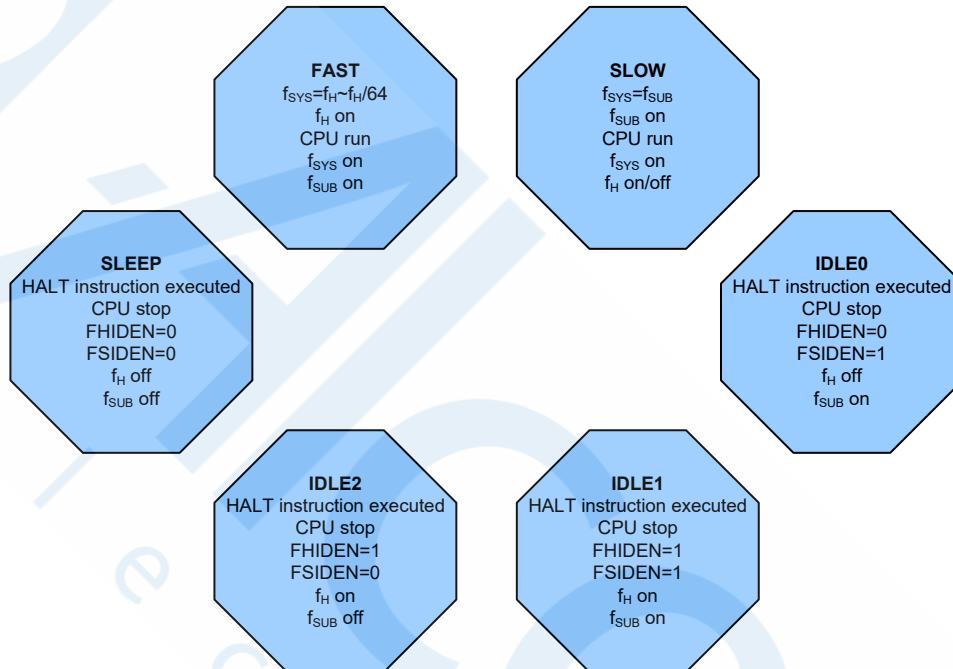 FAST
fSYS=fH~fH/64
fH on
CPU run
fSYS on
fSUB on
SLOW
fSYS=fSUB
fSUB on
CPU run
fSYS on
fH on/off
SLEEP
HALT instruction executed
CPU stop
FHIDEN=0
FSIDEN=0
fH off
fSUB off
IDLE0
HALT instruction executed
CPU stop
FHIDEN=0
FSIDEN=1
fH off
fSUB on
IDLE2
HALT instruction executed
CPU stop
FHIDEN=1
FSIDEN=0
fH on
fSUB off
IDLE1
HALT instruction executed
CPU stop
FHIDEN=1
FSIDEN=1
fH on
fSUB on